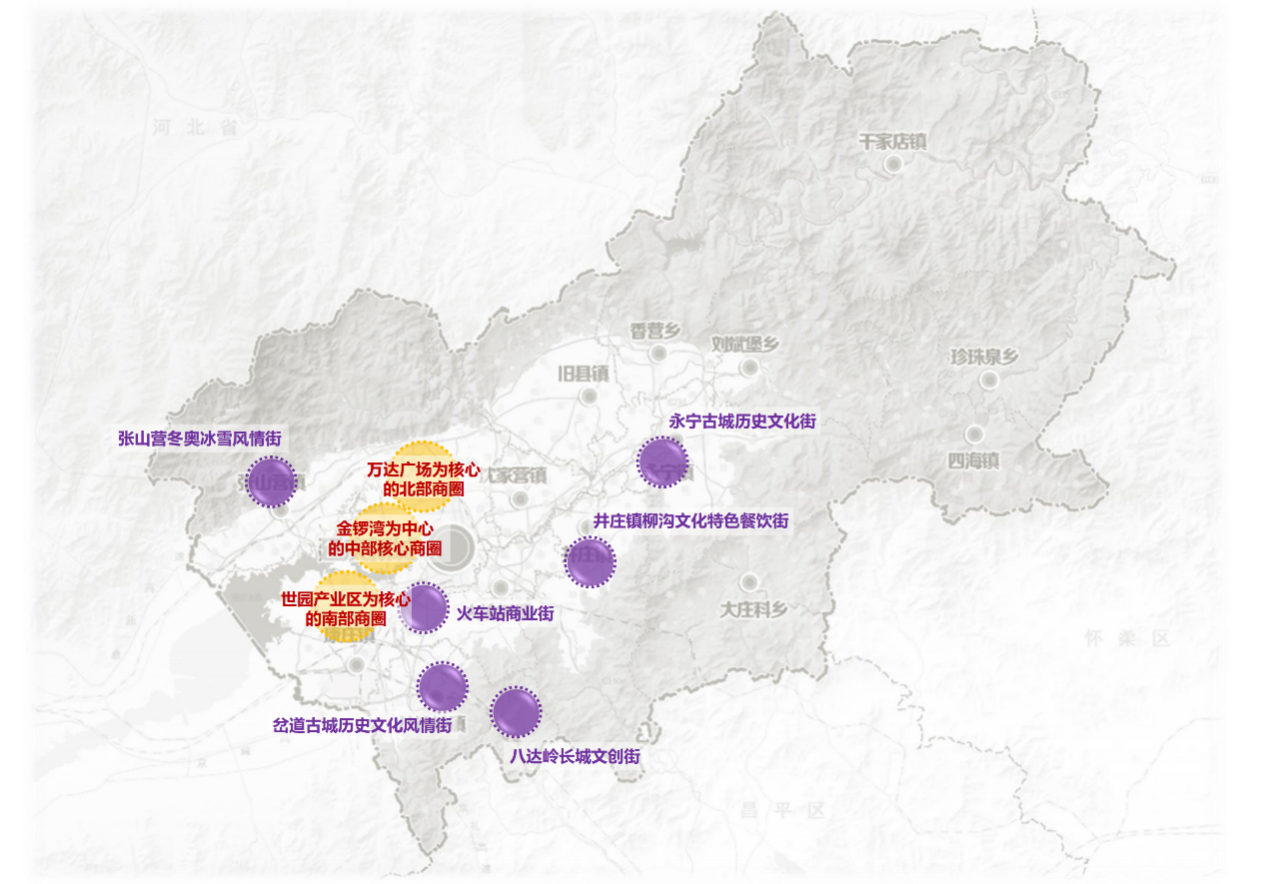 河北省
千家店镇
香营乡
刘斌堡乡
珍珠泉乡
旧县镇
永宁古城历史文化街
张山营冬奥冰雪风情街
四海镇
万达广场为核心
的北部商圈
沈家营镇
井庄镇柳沟文化特色餐饮街
金锣湾为中心
的中部核心商圈
世园产业区为核心
的南部商圈
火车站商业街
大庄科乡
康庄镇
怀柔区
岔道古城历史文化风情街
镇
八达岭长城文创街
昌平区